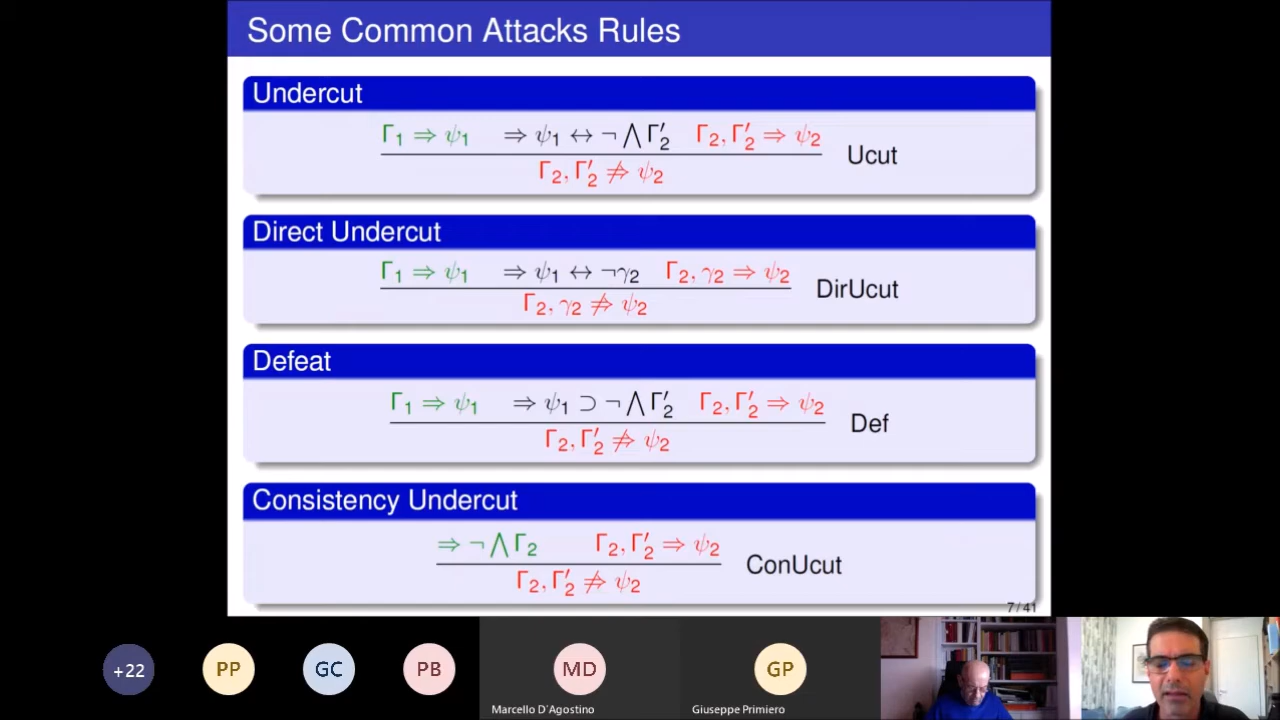 Some Common Attacks Rules
Undercut
Γ₁ ⇒ ψ₁ ⇒ ψ₁ ↔ ¬ ⋀Γ′₂ Γ₂, Γ′₂ ⇒ ψ₂
Γ₂, Γ′₂ ⇏ ψ₂
Ucut
Direct Undercut
Γ₁ ⇒ ψ₁ ⇒ ψ₁ ↔ ¬γ₂ Γ₂, γ₂ ⇒ ψ₂
Γ₂, γ₂ ⇏ ψ₂
DirUcut
Defeat
Γ₁ ⇒ ψ₁ ⇒ ψ₁ ⊃ ¬ ⋀Γ′₂ Γ₂, Γ′₂ ⇒ ψ₂
Γ₂, Γ′₂ ⇏ ψ₂
Def
Consistency Undercut
⇒ ¬ ⋀Γ₂ Γ₂, Γ′₂ ⇒ ψ₂
Γ₂, Γ′₂ ⇏ ψ₂
ConUcut
7 / 41
+22 PP GC PB MD GP
Marcello D´Agostino Giuseppe Primiero